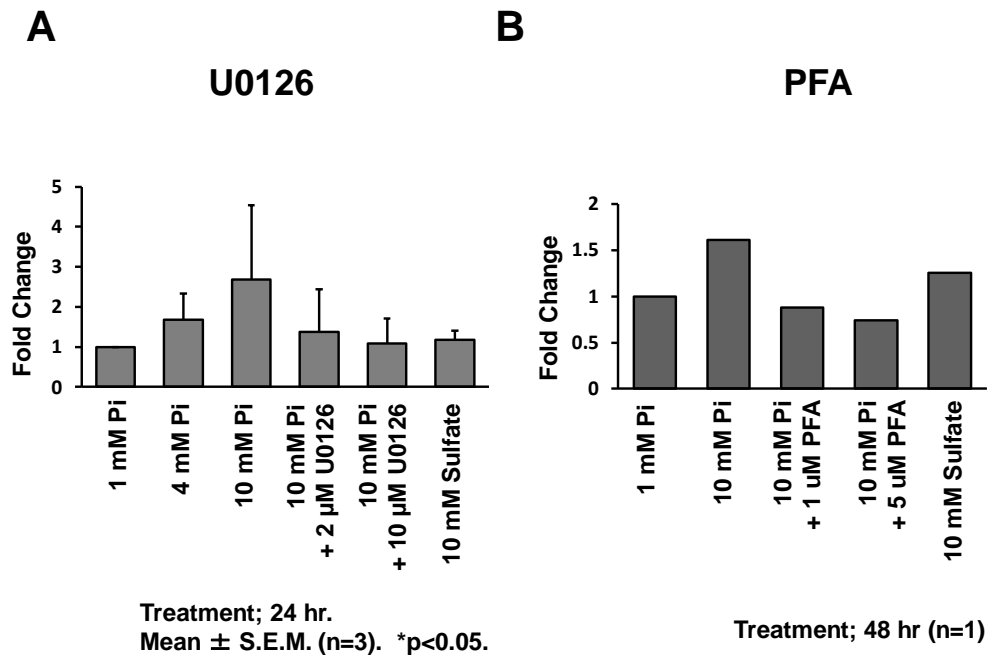 A
U0126
Fold Change
5
4
3
2
1
0
1 mM Pi
4 mM Pi
10 mM Pi
10 mM Pi
+ 2 µM U0126
10 mM Pi
+ 10 µM U0126
10 mM Sulfate
Treatment; 24 hr.
Mean ± S.E.M. (n=3). *p<0.05.
B
PFA
Fold Change
2
1.5
1
0.5
0
1 mM Pi
10 mM Pi
10 mM Pi
+ 1 uM PFA
10 mM Pi
+ 5 uM PFA
10 mM Sulfate
Treatment; 48 hr (n=1)